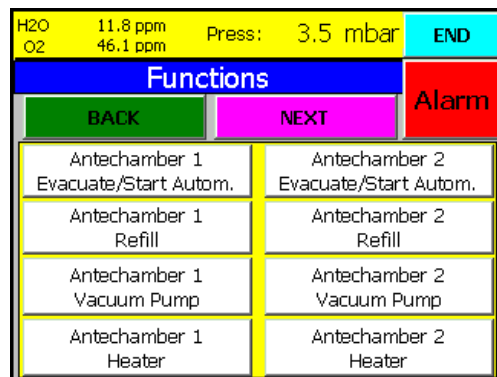 H2O 11.8 ppm Press: 3.5 mbar END
O2 46.1 ppm
Functions
Alarm
BACK NEXT
Antechamber 1 Antechamber 2
Evacuate/Start Autom. Evacuate/Start Autom.
Antechamber 1 Antechamber 2
Refill Refill
Antechamber 1 Antechamber 2
Vacuum Pump Vacuum Pump
Antechamber 1 Antechamber 2
Heater Heater